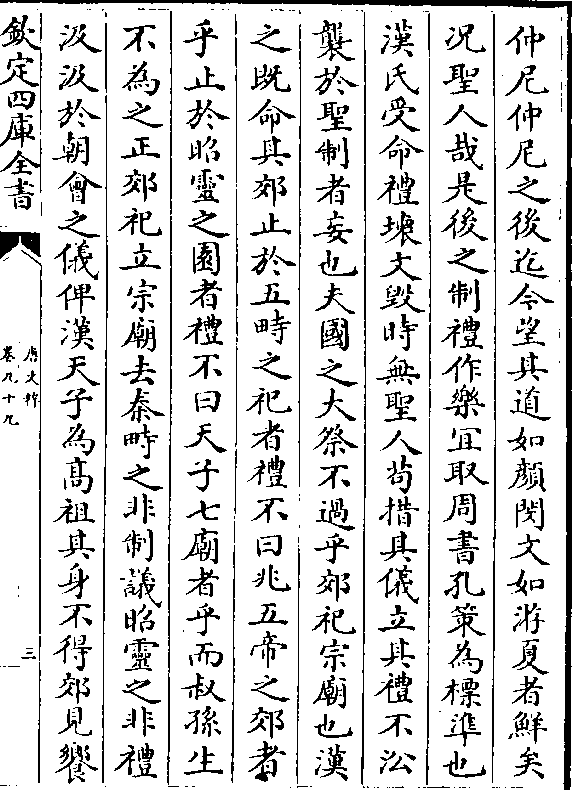 仲尼仲尼之後迄今望其道如顔閔文如游夏者鮮矣
况聖人哉是後之制禮作樂冝取周書孔策為標準也
漢氏受命禮壊文毀時無聖人苟措其儀立其禮不㳂
襲於聖制者妄也夫國之大祭不過乎郊祀宗廟也漢
之既命其郊止於五畤之祀者禮不曰兆五帝之郊者
乎止於昭靈之園者禮不曰天子七廟者乎而叔孫生
不為之正郊祀立宗廟去秦畤之非制議昭靈之非禮
汲汲於朝㑹之儀俾漢天子為髙祖其身不得郊見饗
欽定四庫全書
唐文粹
卷九十九
三